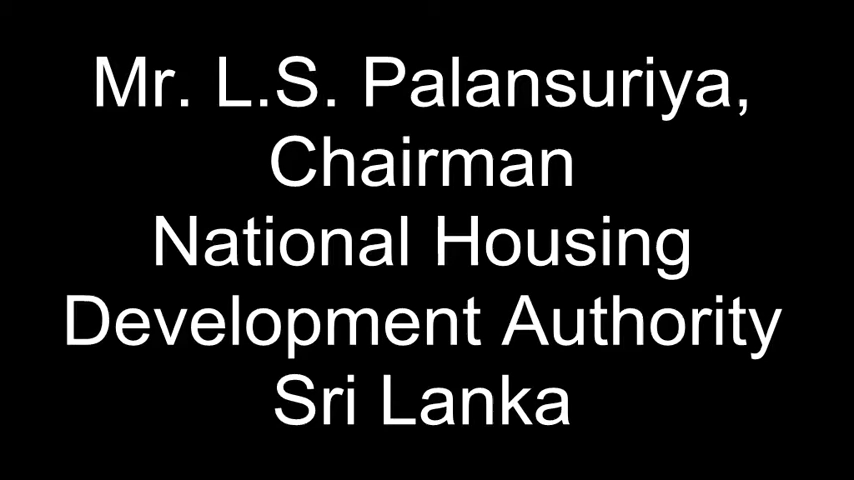 Mr. L.S. Palansuriya,
Chairman
National Housing
Development Authority
Sri Lanka